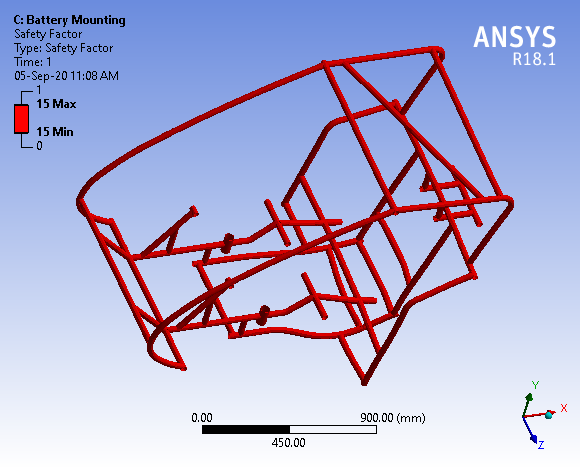 C: Battery Mounting
Safety Factor
Type: Safety Factor
Time: 1
05-Sep-20 11:08 AM
1
15 Max
15 Min
0
ANSYS
R18.1
0.00
900.00 (mm)
450.00
Y
X
Z